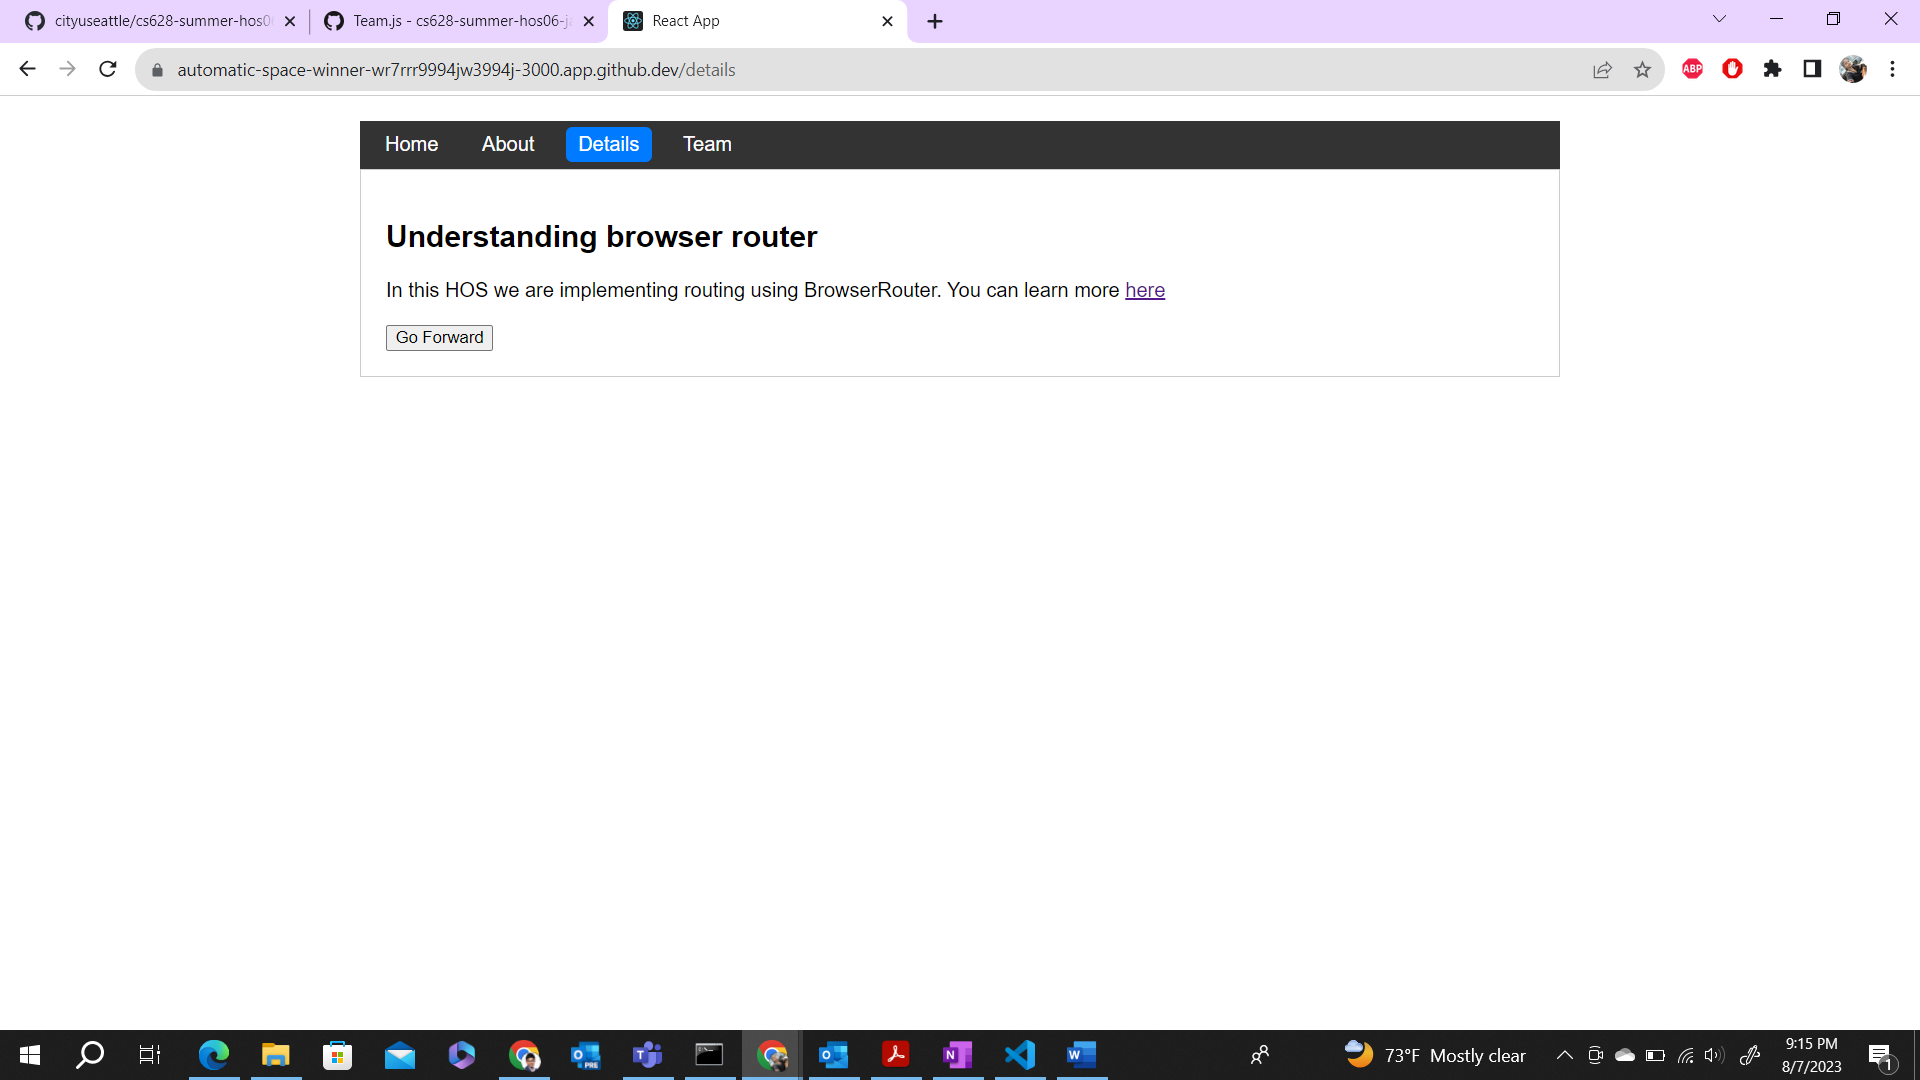 cityuseattle/cs628-summer-hos0
Team.js - cs628-summer-hos06-j
React App
automatic-space-winner-wr7rrr9994jw3994j-3000.app.github.dev/details
ABP
Home
About
Details
Team
Understanding browser router
In this HOS we are implementing routing using BrowserRouter. You can learn more here
Go Forward
73°F Mostly clear
9:15 PM
8/7/2023
1